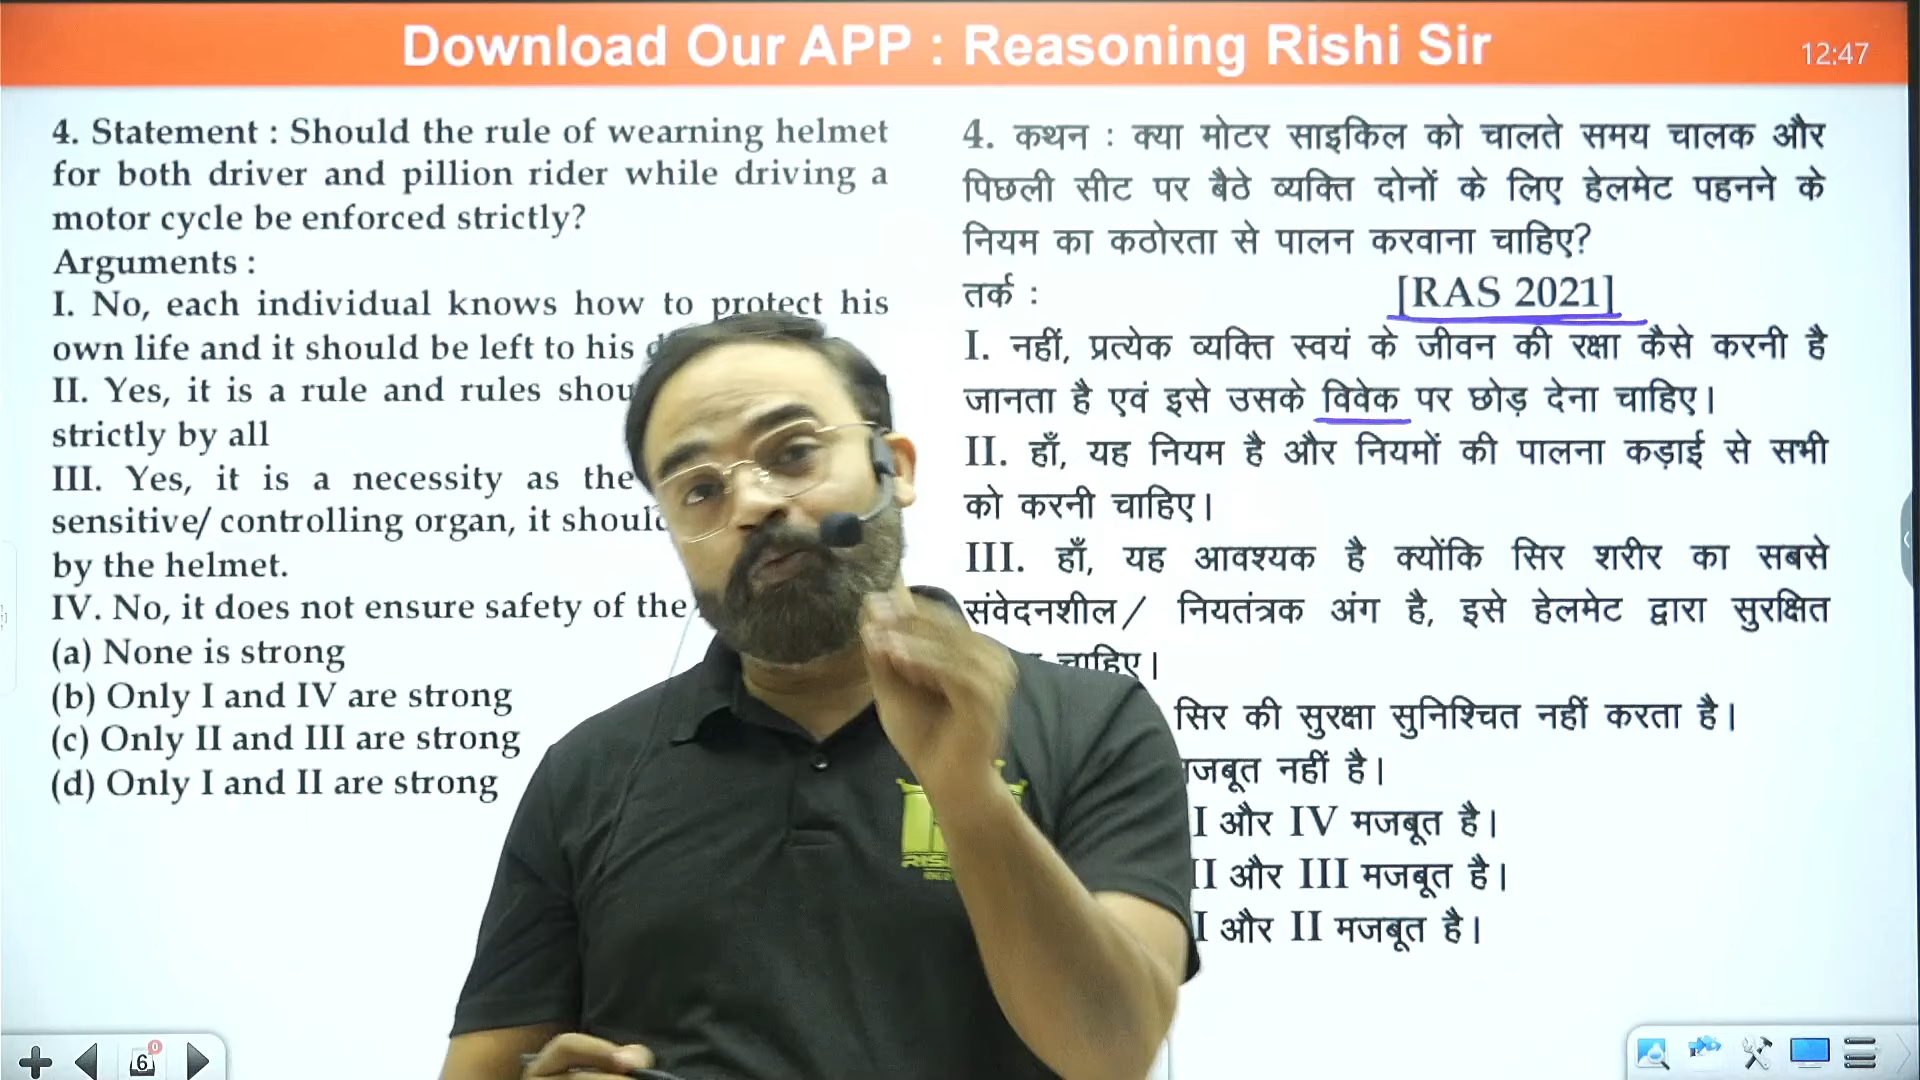 Download Our APP : Reasoning Rishi Sir
12:47
4. Statement : Should the rule of wearning helmet
for both driver and pillion rider while driving a
motor cycle be enforced strictly?
Arguments :
I. No, each individual knows how to protect his
own life and it should be left to his
II. Yes, it is a rule and rules
strictly by all
III. Yes, it is a necessity as the
sensitive/ controlling organ, it
by the helmet.
IV. No, it does not ensure safety of the
(a) None is strong
(b) Only I and IV are strong
(c) Only II and III are strong
(d) Only I and II are strong
4. कथन : क्या मोटर साइकिल को चालते समय चालक और
पिछली सीट पर बैठे व्यक्ति दोनों के लिए हेलमेट पहनने के
नियम का कठोरता से पालन करवाना चाहिए?
तर्क : [RAS 2021]
I. नहीं, प्रत्येक व्यक्ति स्वयं के जीवन की रक्षा कैसे करनी है
जानता है एवं इसे उसके विवेक पर छोड़ देना चाहिए।
II. हाँ, यह नियम है और नियमों की पालना कड़ाई से सभी
को करनी चाहिए।
III. हाँ, यह आवश्यक है क्योंकि सिर शरीर का सबसे
संवेदनशील/ नियतंत्रक अंग है, इसे हेलमेट द्वारा सुरक्षित
चाहिए।
सिर की सुरक्षा सुनिश्चित नहीं करता है।
नहीं है।
I और IV मजबूत है।
II और III मजबूत है।
I और II मजबूत है।
6
0